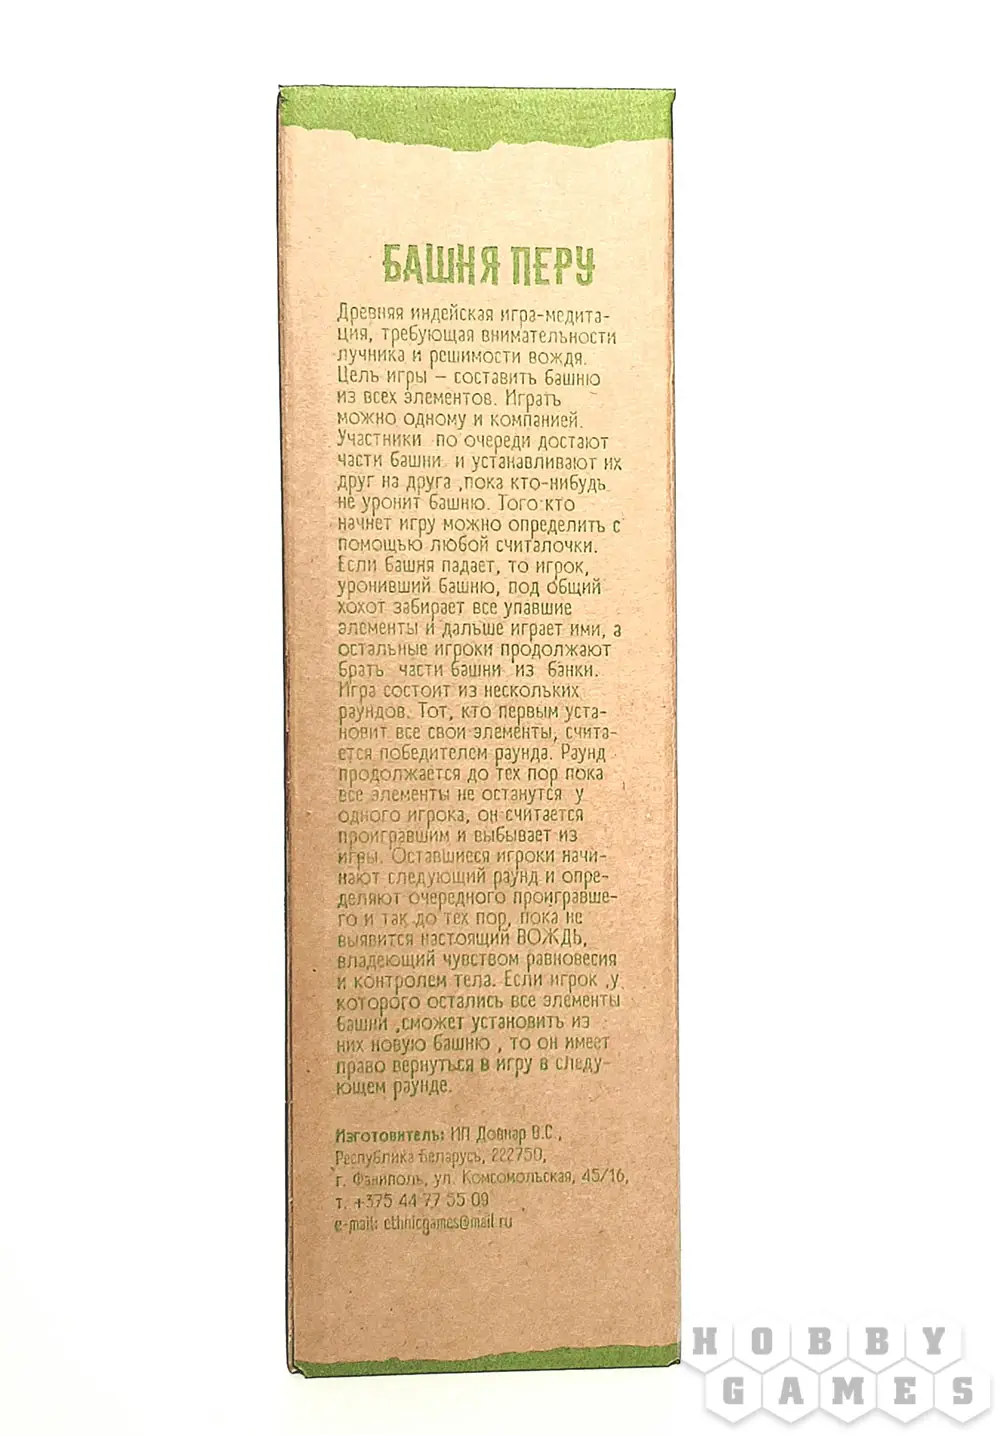 БАШНЯ ПЕРУ
Древняя индейская игра-медита-
ция, требующая внимательности
лучника и решимости вождя.
Цель игры – составить башню
из всех элементов. Играть
можно одному и компанией.
Участники по очереди достают
части башни и устанавливают их
друг на друга ,пока кто-нибудь
не уронит башню. Того кто
начнет игру можно определить с
помощью любой считалочки.
Если башня падает, то игрок,
уронивший башню, под общий
хохот забирает все упавшие
элементы и дальше играет ими, а
остальные игроки продолжают
брать части башни из банки.
Игра состоит из нескольких
раундов. Тот, кто первым уста-
новит все свои элементы, счита-
ется победителем раунда. Раунд
продолжается до тех пор пока
все элементы не останутся у
одного игрока, он считается
проигравшим и выбывает из
игры. Оставшиеся игроки начи-
нают следующий раунд и опре-
деляют очередного проигравше-
го и так до тех пор, пока не
выявится настоящий ВОЖДЬ,
владеющий чувством равновесия
и контролем тела. Если игрок ,у
которого остались все элементы
башни ,сможет установить из
них новую башню , то он имеет
право вернуться в игру в следу-
ющем раунде.
Изготовитель: ИП Довнар В.С.,
Республика Беларусь, 222750,
г. Фаниполь, ул. Комсомольская, 45/16,
т. +375 44 77 55 09
e-mail: ethnicgames@mail.ru
HOBBY
GAMES